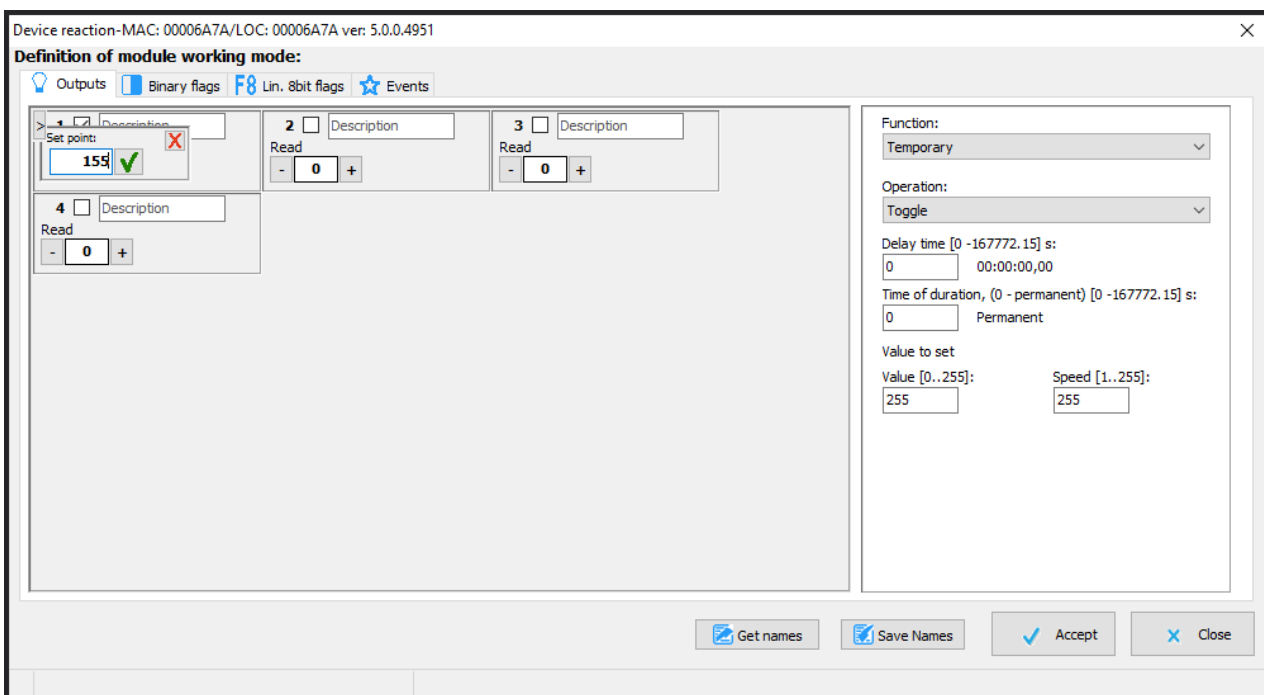 Device reaction-MAC: 00006A7A/LOC: 00006A7A ver: 5.0.0.4951
Definition of module working mode:
Outputs Binary flags F8 Lin. 8bit flags Events
> 1 Description
Set point: X
155
2 Description
Read
- 0 +
3 Description
Read
- 0 +
4 Description
Read
- 0 +
Function:
Temporary
Operation:
Toggle
Delay time [0 -167772.15] s:
0 00:00:00,00
Time of duration, (0 - permanent) [0 -167772.15] s:
0 Permanent
Value to set
Value [0..255]: Speed [1..255]:
255 255
Get names Save Names Accept Close